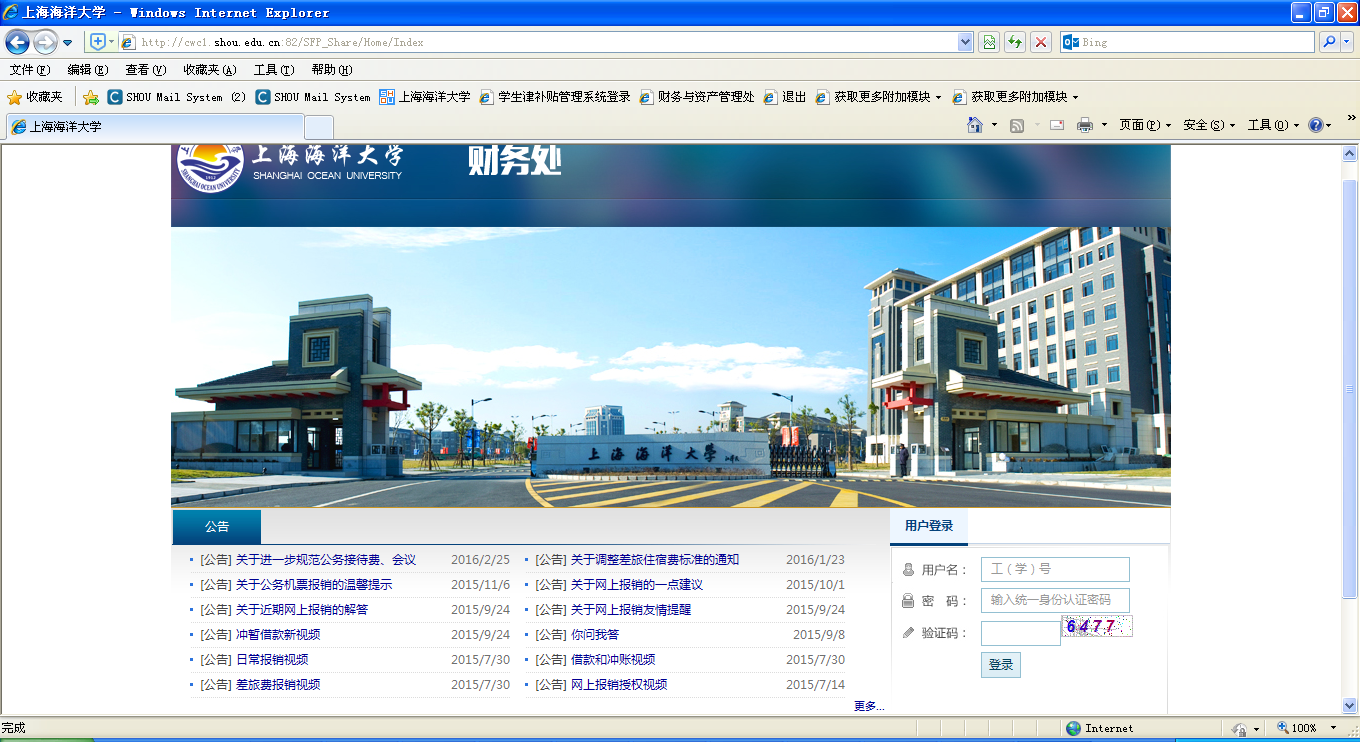 上海海洋大学 - Windows Internet Explorer
http://cwc1.shou.edu.cn:82/SFP_Share/Home/Index
Bing
文件(F) 编辑(E) 查看(V) 收藏夹(A) 工具(T) 帮助(H)
收藏夹 SHOU Mail System (2) SHOU Mail System 上海海洋大学 学生津补贴管理系统登录 财务与资产管理处 退出 获取更多附加模块 获取更多附加模块
上海海洋大学
页面(P) 安全(S) 工具(O)
上海海洋大学
SHANGHAI OCEAN UNIVERSITY
财务处
SHANGHAI OCEAN UNIVERSITY
1912
上海海洋大学
公告
[公告] 关于进一步规范公务接待费、会议 2016/2/25
[公告] 关于调整差旅住宿费标准的通知 2016/1/23
[公告] 关于公务机票报销的温馨提示 2015/11/6
[公告] 关于网上报销的一点建议 2015/10/1
[公告] 关于近期网上报销的解答 2015/9/24
[公告] 关于网上报销友情提醒 2015/9/24
[公告] 冲暂借款新视频 2015/9/24
[公告] 你问我答 2015/9/8
[公告] 日常报销视频 2015/7/30
[公告] 借款和冲账视频 2015/7/30
[公告] 差旅费报销视频 2015/7/30
[公告] 网上报销授权视频 2015/7/14
更多...
用户登录
用户名： 工（学）号
密 码： 输入统一身份认证密码
验证码： 6477
登录
完成
Internet
100%